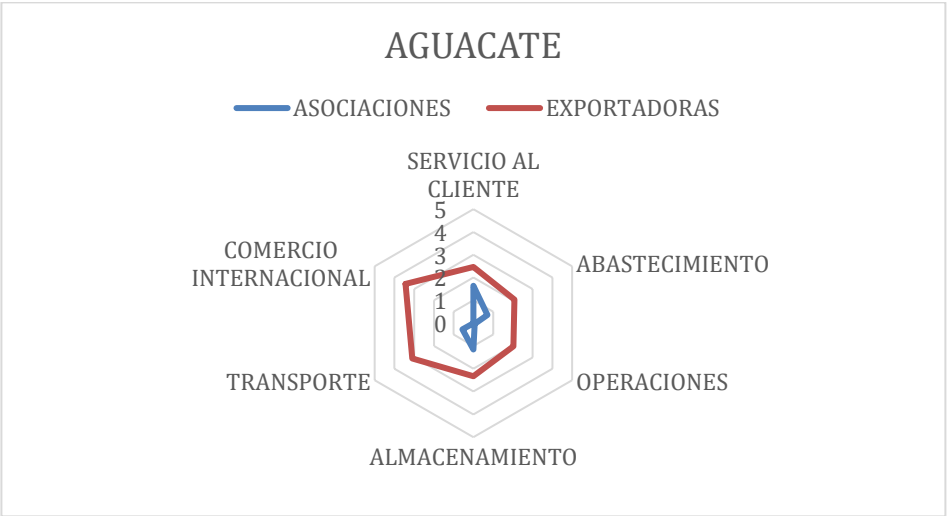 AGUACATE
ASOCIACIONES
EXPORTADORAS
SERVICIO AL
CLIENTE
5
4
3
2
1
0
ABASTECIMIENTO
OPERACIONES
ALMACENAMIENTO
TRANSPORTE
COMERCIO
INTERNACIONAL